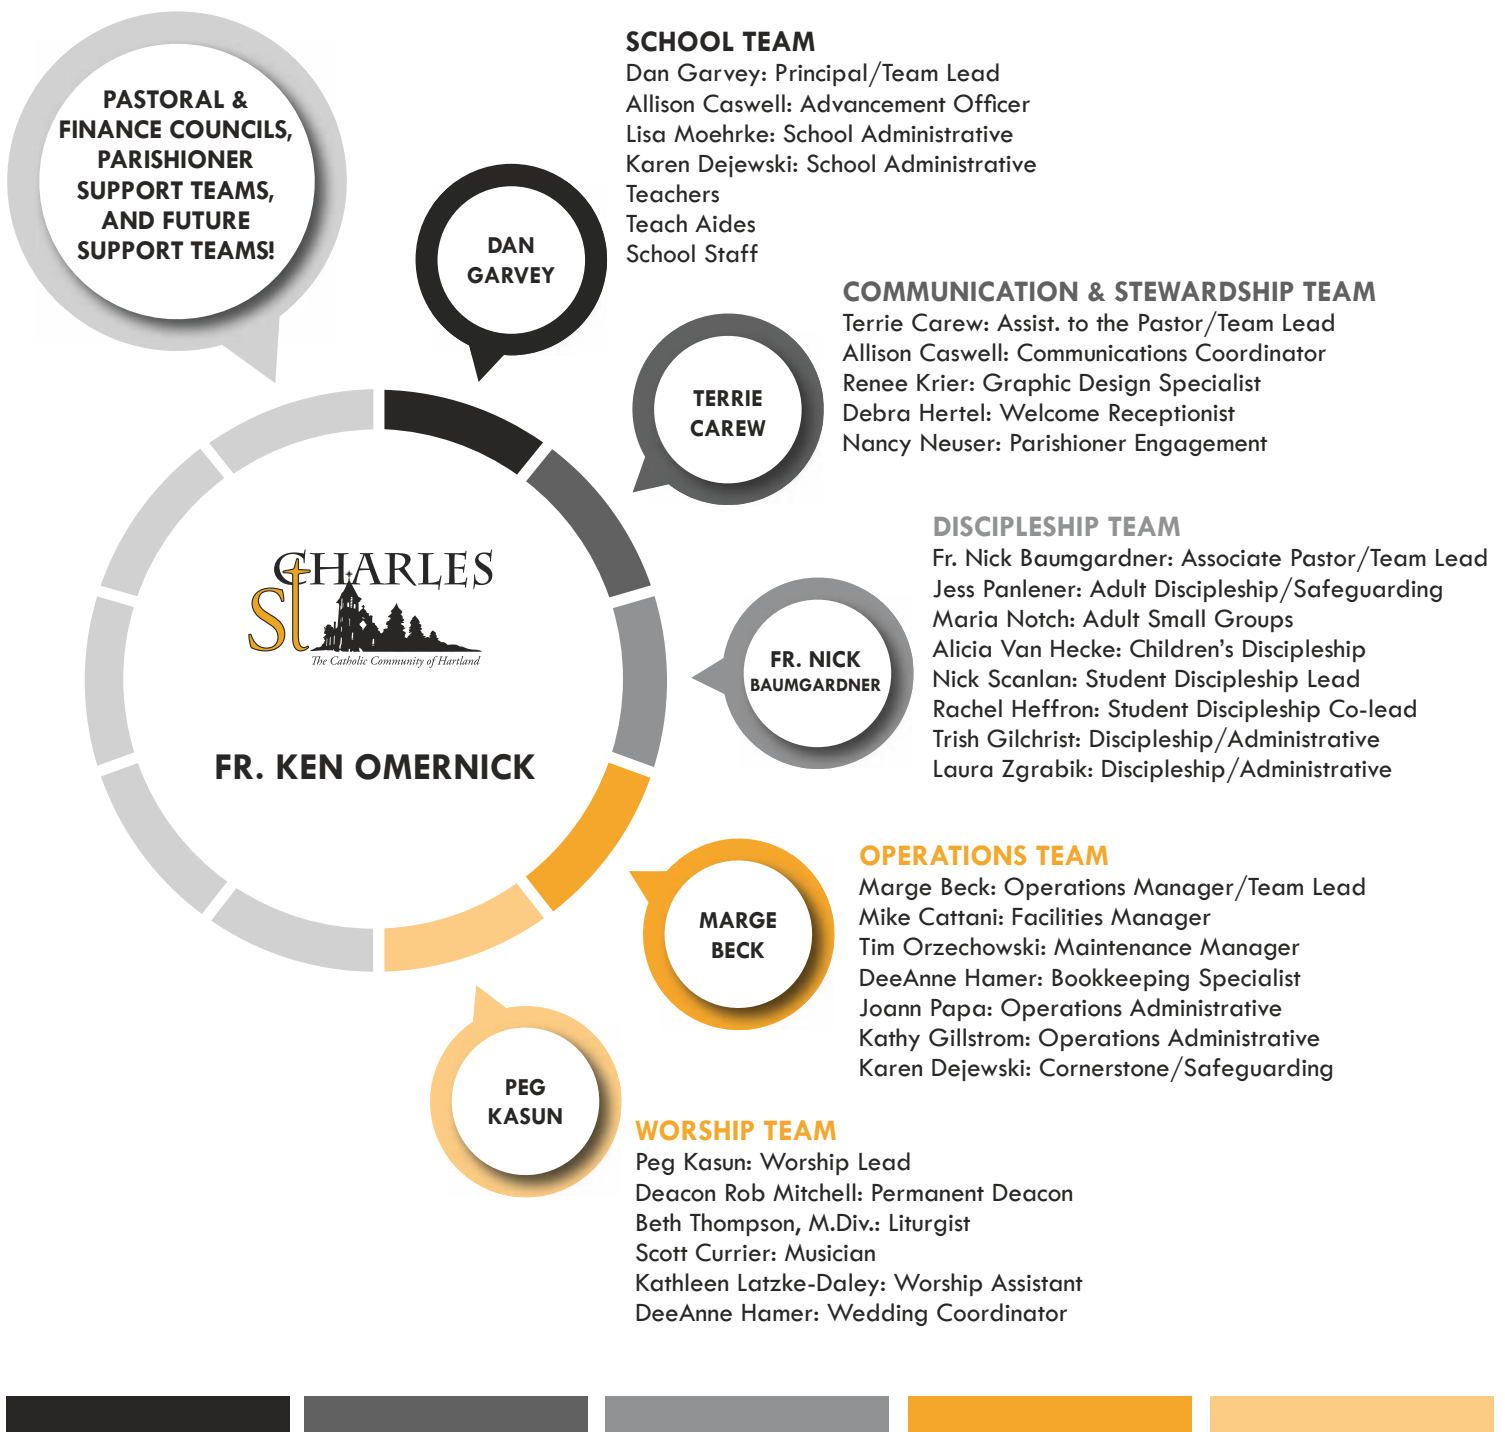 PASTORAL &
FINANCE COUNCILS,
PARISHIONER
SUPPORT TEAMS,
AND FUTURE
SUPPORT TEAMS!
DAN
GARVEY
SCHOOL TEAM
Dan Garvey: Principal/Team Lead
Allison Caswell: Advancement Officer
Lisa Moehrke: School Administrative
Karen Dejewski: School Administrative
Teachers
Teach Aides
School Staff
TERRIE
CAREW
COMMUNICATION & STEWARDSHIP TEAM
Terrie Carew: Assist. to the Pastor/Team Lead
Allison Caswell: Communications Coordinator
Renee Krier: Graphic Design Specialist
Debra Hertel: Welcome Receptionist
Nancy Neuser: Parishioner Engagement
St CHARLES
The Catholic Community of Hartland
FR. KEN OMERNICK
FR. NICK
BAUMGARDNER
DISCIPLESHIP TEAM
Fr. Nick Baumgardner: Associate Pastor/Team Lead
Jess Panlener: Adult Discipleship/Safeguarding
Maria Notch: Adult Small Groups
Alicia Van Hecke: Children’s Discipleship
Nick Scanlan: Student Discipleship Lead
Rachel Heffron: Student Discipleship Co-lead
Trish Gilchrist: Discipleship/Administrative
Laura Zgrabik: Discipleship/Administrative
MARGE
BECK
OPERATIONS TEAM
Marge Beck: Operations Manager/Team Lead
Mike Cattani: Facilities Manager
Tim Orzechowski: Maintenance Manager
DeeAnne Hamer: Bookkeeping Specialist
Joann Papa: Operations Administrative
Kathy Gillstrom: Operations Administrative
Karen Dejewski: Cornerstone/Safeguarding
PEG
KASUN
WORSHIP TEAM
Peg Kasun: Worship Lead
Deacon Rob Mitchell: Permanent Deacon
Beth Thompson, M.Div.: Liturgist
Scott Currier: Musician
Kathleen Latzke-Daley: Worship Assistant
DeeAnne Hamer: Wedding Coordinator